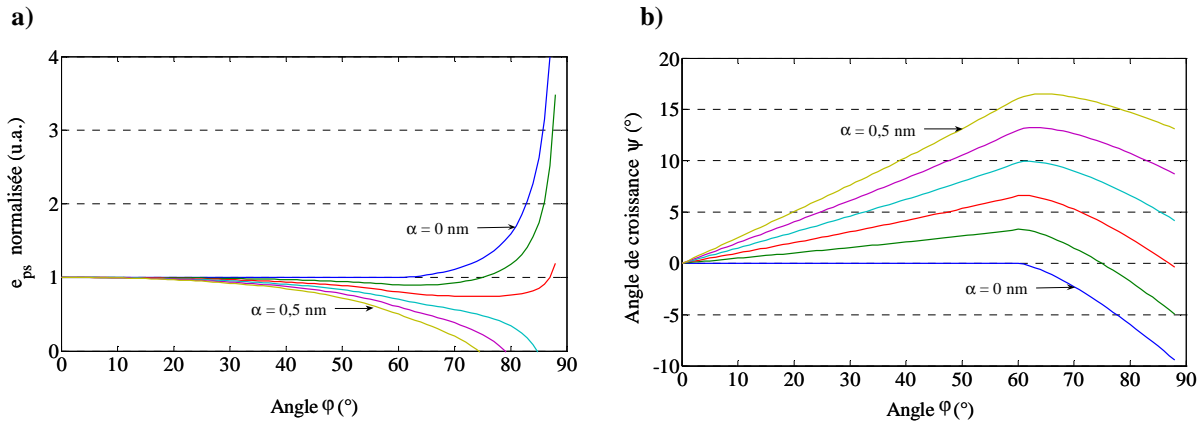 a)
4
3
2
1
0
e_ps normalisée (u.a.)
α = 0 nm
α = 0,5 nm
0 10 20 30 40 50 60 70 80 90
Angle φ (°)
b)
20
15
10
5
0
-5
-10
Angle de croissance ψ (°)
α = 0,5 nm
α = 0 nm
0 10 20 30 40 50 60 70 80 90
Angle φ (°)